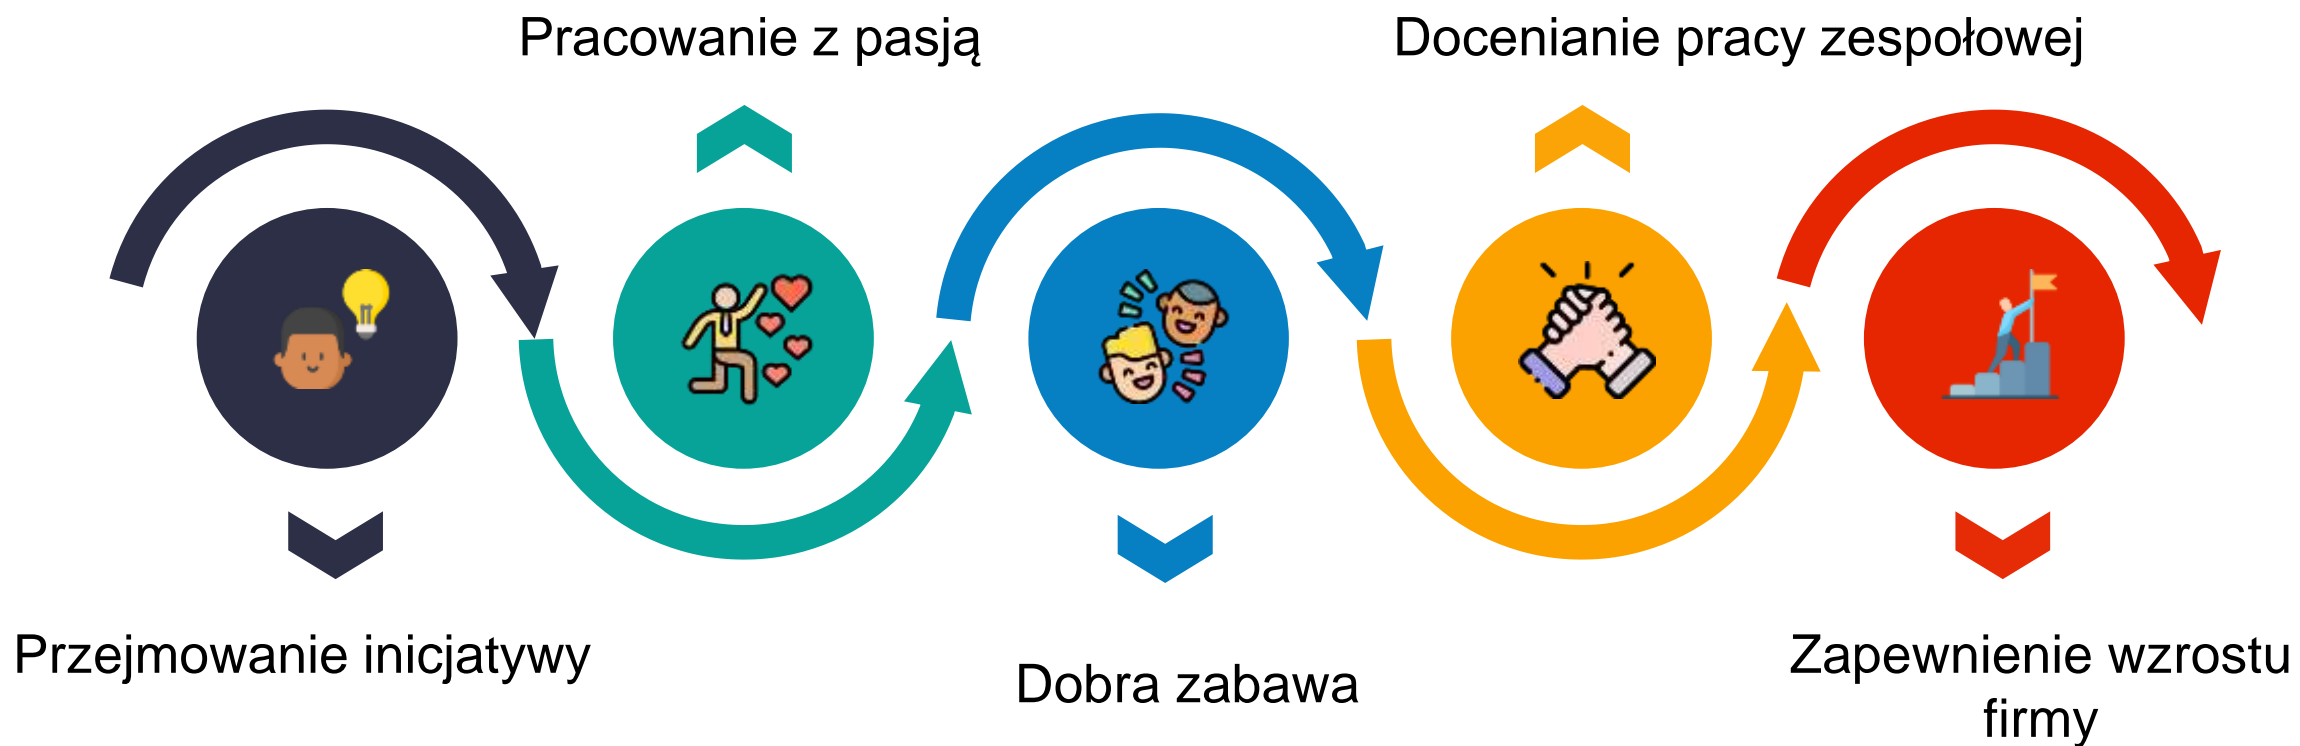 Pracowanie z pasją
Docenianie pracy zespołowej
Przejmowanie inicjatywy
Dobra zabawa
Zapewnienie wzrostu
firmy